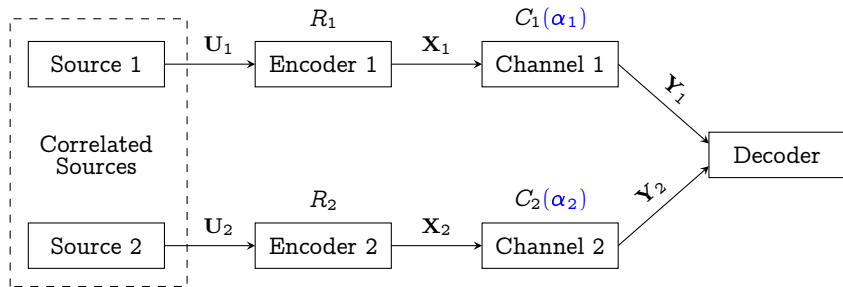 R₁
C₁(α₁)
Source 1
U₁
Encoder 1
X₁
Channel 1
Y₁
Correlated
Sources
Decoder
R₂
C₂(α₂)
Y₂
Source 2
U₂
Encoder 2
X₂
Channel 2